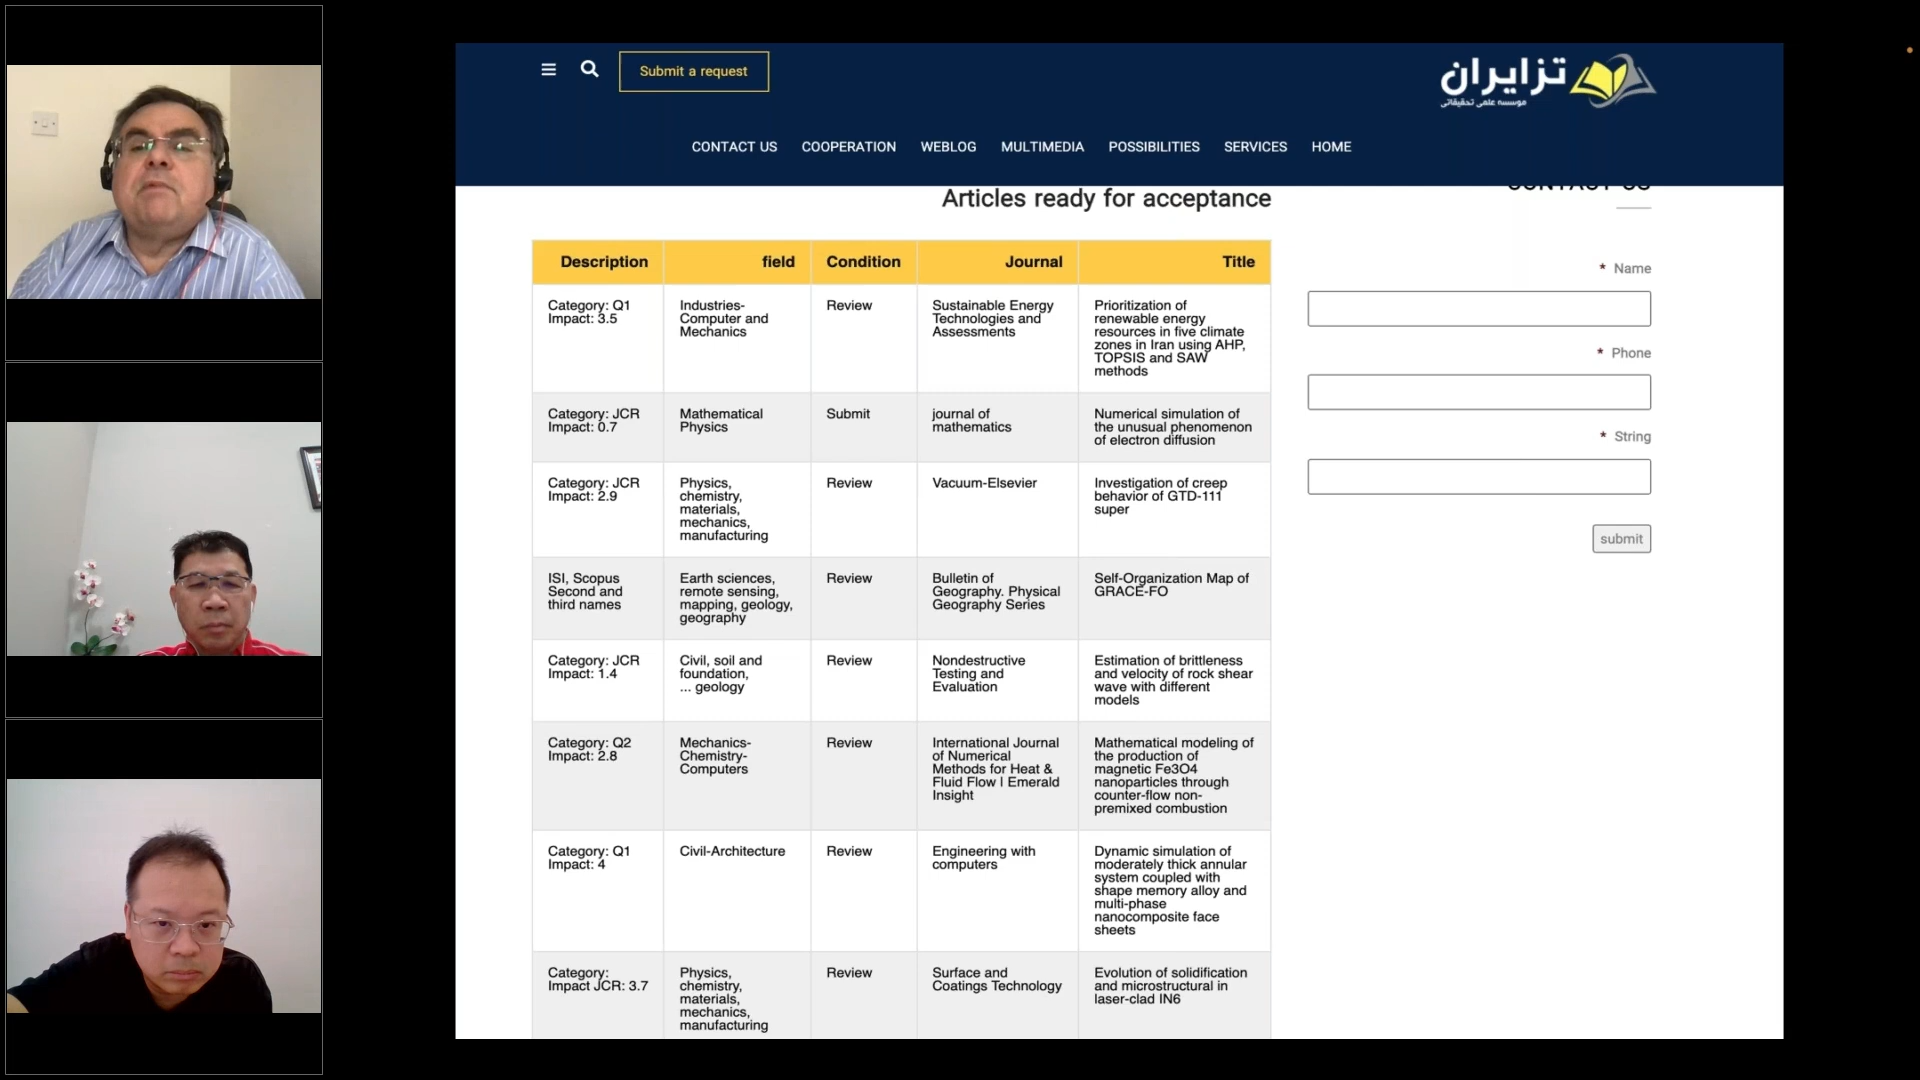 Submit a request
تزایران
موسسه علمی تحقیقاتی
CONTACT US
COOPERATION
WEBLOG
MULTIMEDIA
POSSIBILITIES
SERVICES
HOME
Articles ready for acceptance
CONTACT US
Description
field
Condition
Journal
Title
Category: Q1
Impact: 3.5
Industries-
Computer and
Mechanics
Review
Sustainable Energy
Technologies and
Assessments
Prioritization of
renewable energy
resources in five climate
zones in Iran using AHP,
TOPSIS and SAW
methods
Category: JCR
Impact: 0.7
Mathematical
Physics
Submit
journal of
mathematics
Numerical simulation of
the unusual phenomenon
of electron diffusion
Category: JCR
Impact: 2.9
Physics,
chemistry,
materials,
mechanics,
manufacturing
Review
Vacuum-Elsevier
Investigation of creep
behavior of GTD-111
super
ISI, Scopus
Second and
third names
Earth sciences,
remote sensing,
mapping, geology,
geography
Review
Bulletin of
Geography. Physical
Geography Series
Self-Organization Map of
GRACE-FO
Category: JCR
Impact: 1.4
Civil, soil and
foundation,
... geology
Review
Nondestructive
Testing and
Evaluation
Estimation of brittleness
and velocity of rock shear
wave with different
models
Category: Q2
Impact: 2.8
Mechanics-
Chemistry-
Computers
Review
International Journal
of Numerical
Methods for Heat &
Fluid Flow | Emerald
Insight
Mathematical modeling of
the production of
magnetic Fe3O4
nanoparticles through
counter-flow non-
premixed combustion
Category: Q1
Impact: 4
Civil-Architecture
Review
Engineering with
computers
Dynamic simulation of
moderately thick annular
system coupled with
shape memory alloy and
multi-phase
nanocomposite face
sheets
Category:
Impact JCR: 3.7
Physics,
chemistry,
materials,
mechanics,
manufacturing
Review
Surface and
Coatings Technology
Evolution of solidification
and microstructural in
laser-clad IN6
* Name
* Phone
* String
submit